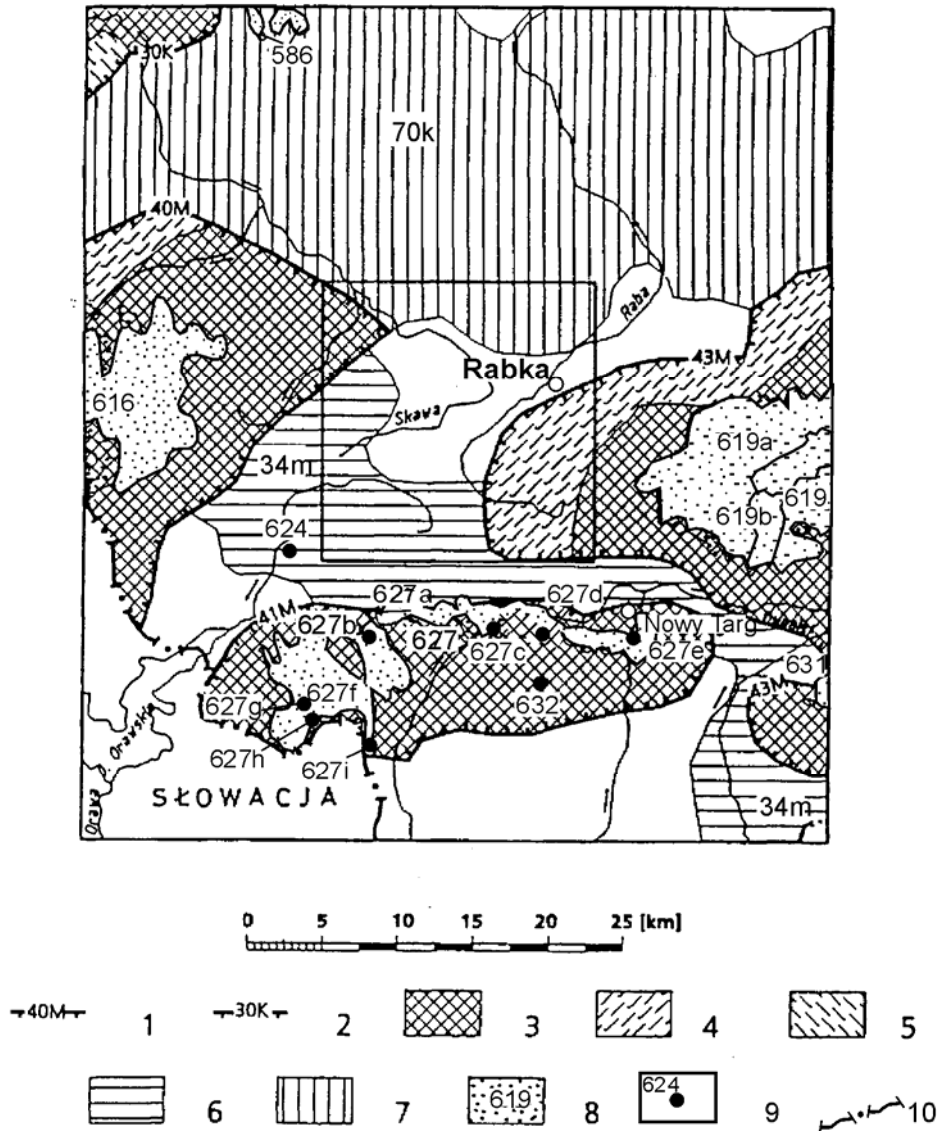 30K
586
70k
40M
Raba
Rabka
43M
616
Skawa
619a
34m
619b
619
624
627a
627d
41M
627b
627
Nowy Targ
627c
627e
631
43M
627f
632
627g
627h
627i
J. Orawskie
SŁOWACJA
Orawa
34m
0 5 10 15 20 25 [km]
40M 1 30K 2 3 4 5
6 7 619 8 624 9 10